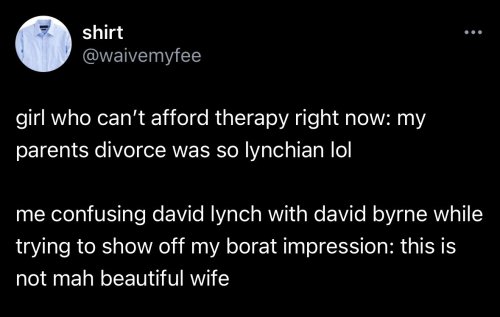 shirt
@waivemyfee
girl who can’t afford therapy right now: my
parents divorce was so lynchian lol
me confusing david lynch with david byrne while
trying to show off my borat impression: this is
not mah beautiful wife